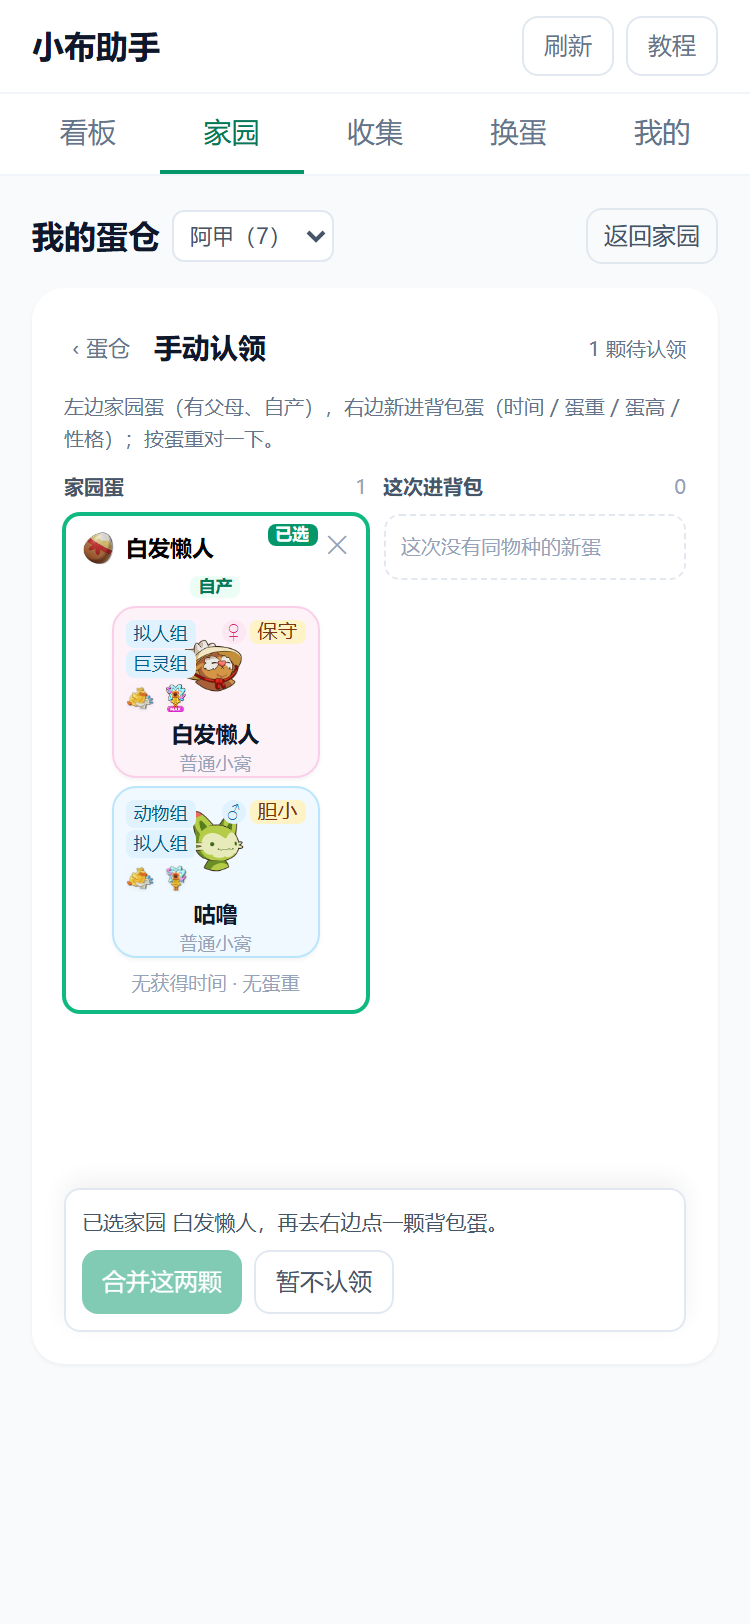 小布助手
刷新
教程
看板
家园
收集
换蛋
我的
我的蛋仓
阿甲（7）
返回家园
‹ 蛋仓
手动认领
1 颗待认领
左边家园蛋（有父母、自产），右边新进背包蛋（时间 / 蛋重 / 蛋高 /
性格）；按蛋重对一下。
家园蛋
1
这次进背包
0
白发懒人
已选
这次没有同物种的新蛋
自产
拟人组
♀
保守
巨灵组
MAX
白发懒人
普通小窝
动物组
♂
胆小
拟人组
咕噜
普通小窝
无获得时间 · 无蛋重
已选家园 白发懒人，再去右边点一颗背包蛋。
合并这两颗
暂不认领